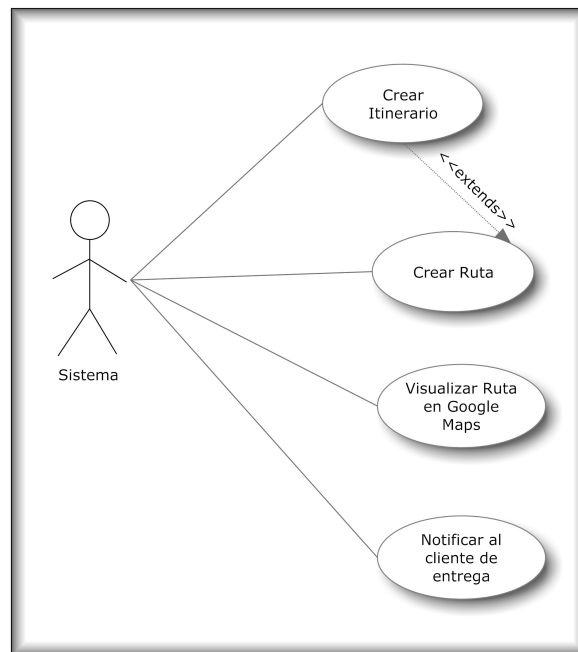 Crear
Itinerario
<<extends>>
Crear Ruta
Sistema
Visualizar Ruta
en Google
Maps
Notificar al
cliente de
entrega